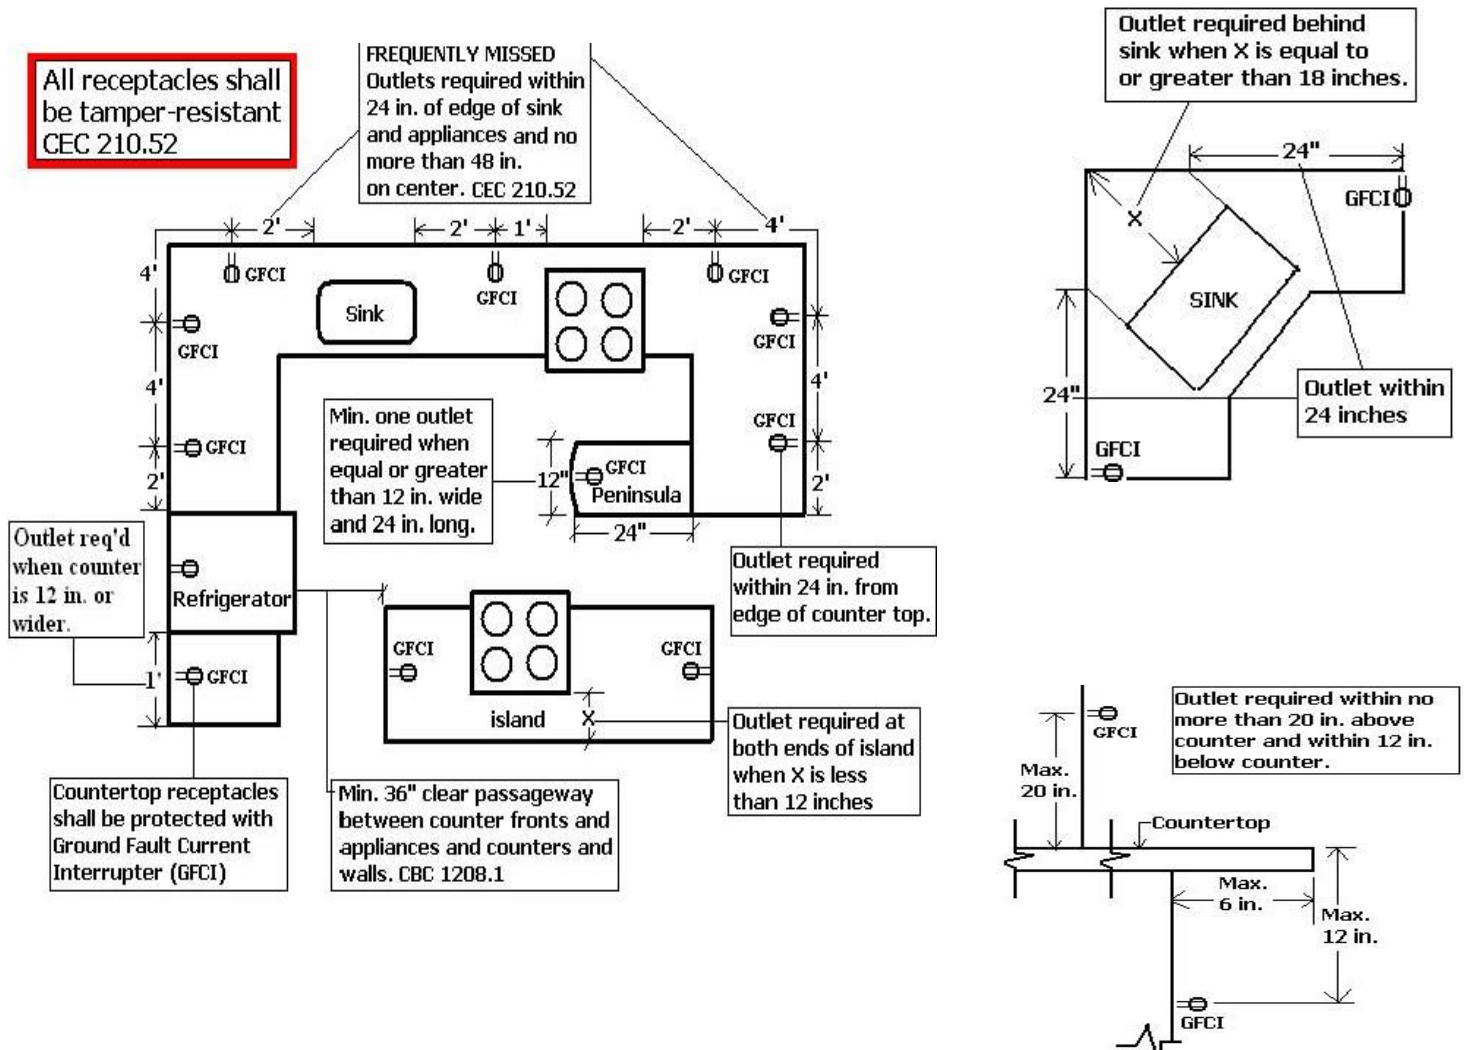 All receptacles shall
be tamper-resistant
CEC 210.52
FREQUENTLY MISSED
Outlets required within
24 in. of edge of sink
and appliances and no
more than 48 in.
on center. CEC 210.52
2'
2'
1'
2'
4'
4'
GFCI
GFCI
GFCI
Sink
GFCI
GFCI
4'
4'
GFCI
GFCI
2'
2'
Min. one outlet
required when
equal or greater
than 12 in. wide
and 24 in. long.
12"
GFCI
Peninsula
24"
Outlet req'd
when counter
is 12 in. or
wider.
Refrigerator
1'
GFCI
Outlet required
within 24 in. from
edge of counter top.
GFCI
GFCI
island
X
Outlet required at
both ends of island
when X is less
than 12 inches
Countertop receptacles
shall be protected with
Ground Fault Current
Interrupter (GFCI)
Min. 36" clear passageway
between counter fronts and
appliances and counters and
walls. CBC 1208.1
Outlet required behind
sink when X is equal to
or greater than 18 inches.
24"
GFCI
X
SINK
24"
GFCI
Outlet within
24 inches
Outlet required within no
more than 20 in. above
counter and within 12 in.
below counter.
GFCI
Max.
20 in.
Countertop
Max.
6 in.
Max.
12 in.
GFCI